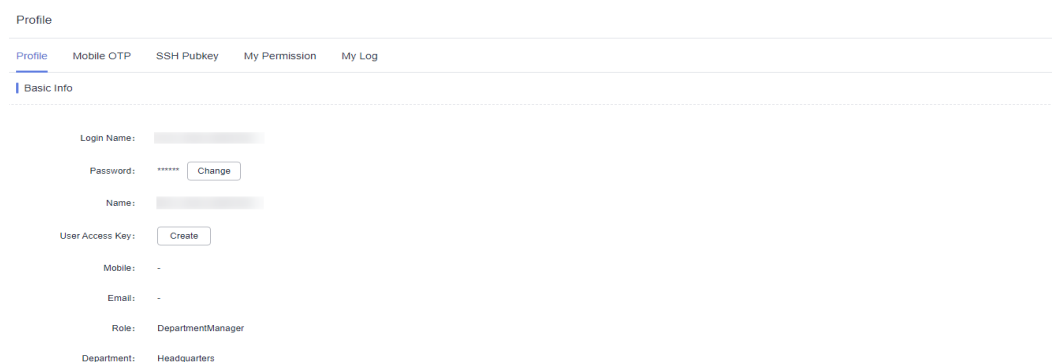 Profile
Profile Mobile OTP SSH Pubkey My Permission My Log
Basic Info
Login Name:
Password: ****** Change
Name:
User Access Key: Create
Mobile: -
Email: -
Role: DepartmentManager
Department: Headquarters